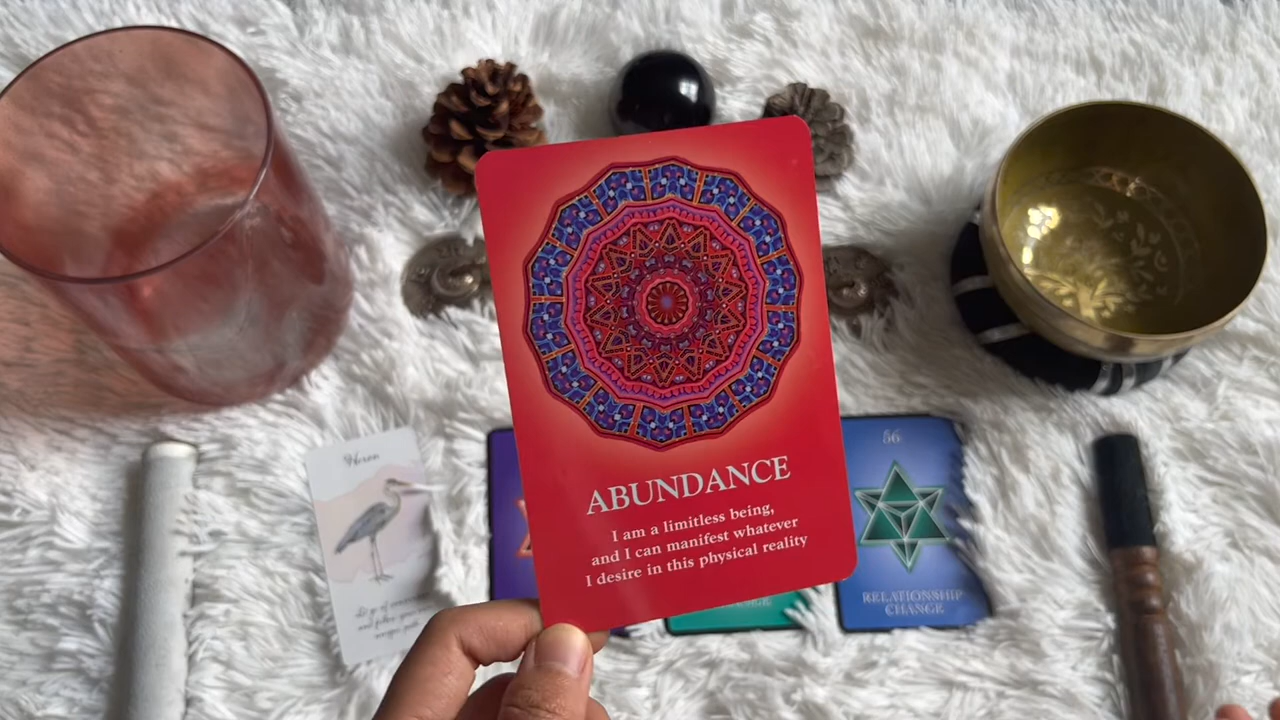 ABUNDANCE
I am a limitless being,
and I can manifest whatever
I desire in this physical reality
Heron
56
RELATIONSHIP
CHANGE